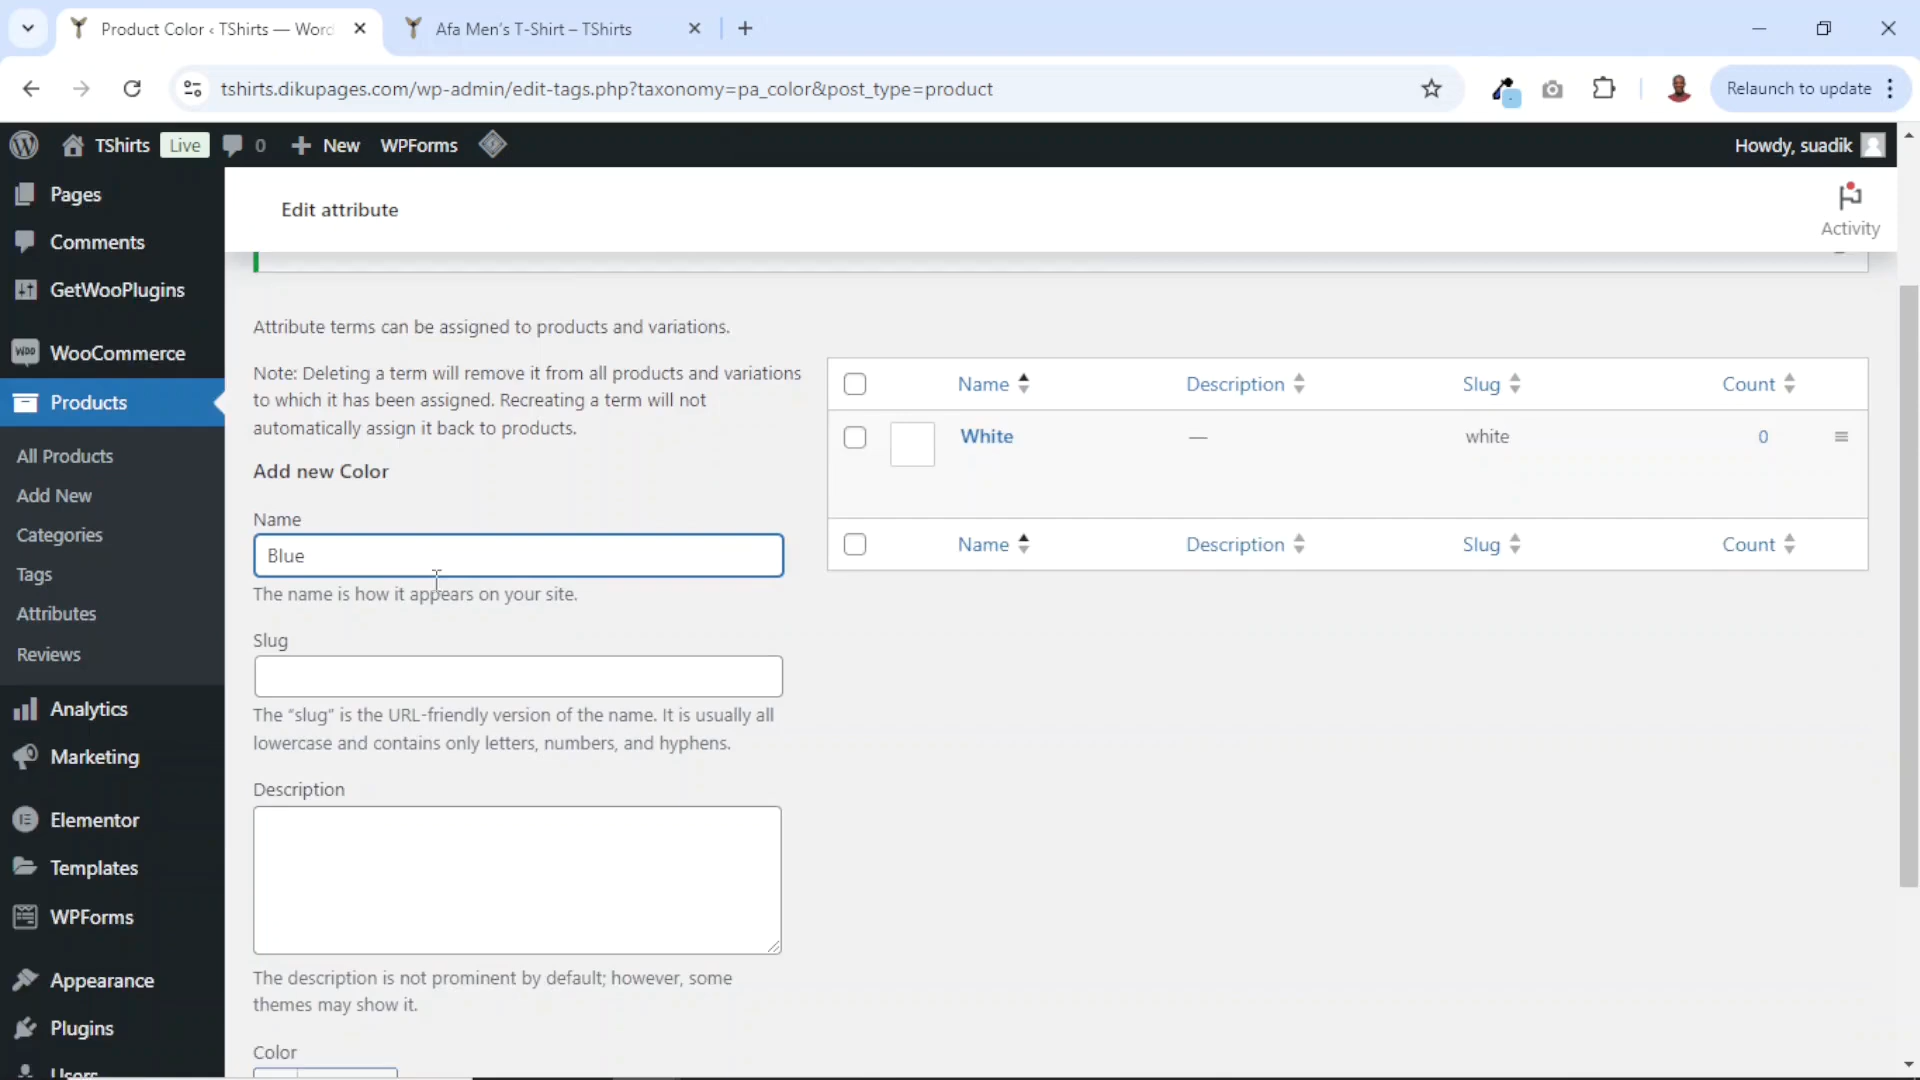 Product Color ‹ TShirts — Word
Afa Men's T-Shirt – TShirts
tshirts.dikupages.com/wp-admin/edit-tags.php?taxonomy=pa_color&post_type=product
Relaunch to update
TShirts Live 0 New WPForms
Howdy, suadik
Pages
Comments
GetWooPlugins
WooCommerce
Products
All Products
Add New
Categories
Tags
Attributes
Reviews
Analytics
Marketing
Elementor
Templates
WPForms
Appearance
Plugins
Users
Edit attribute
Activity
Attribute terms can be assigned to products and variations.
Note: Deleting a term will remove it from all products and variations
to which it has been assigned. Recreating a term will not
automatically assign it back to products.
Add new Color
Name
Blue
The name is how it appears on your site.
Slug
The “slug” is the URL-friendly version of the name. It is usually all
lowercase and contains only letters, numbers, and hyphens.
Description
The description is not prominent by default; however, some
themes may show it.
Color
Name Description Slug Count
White — white 0
Name Description Slug Count